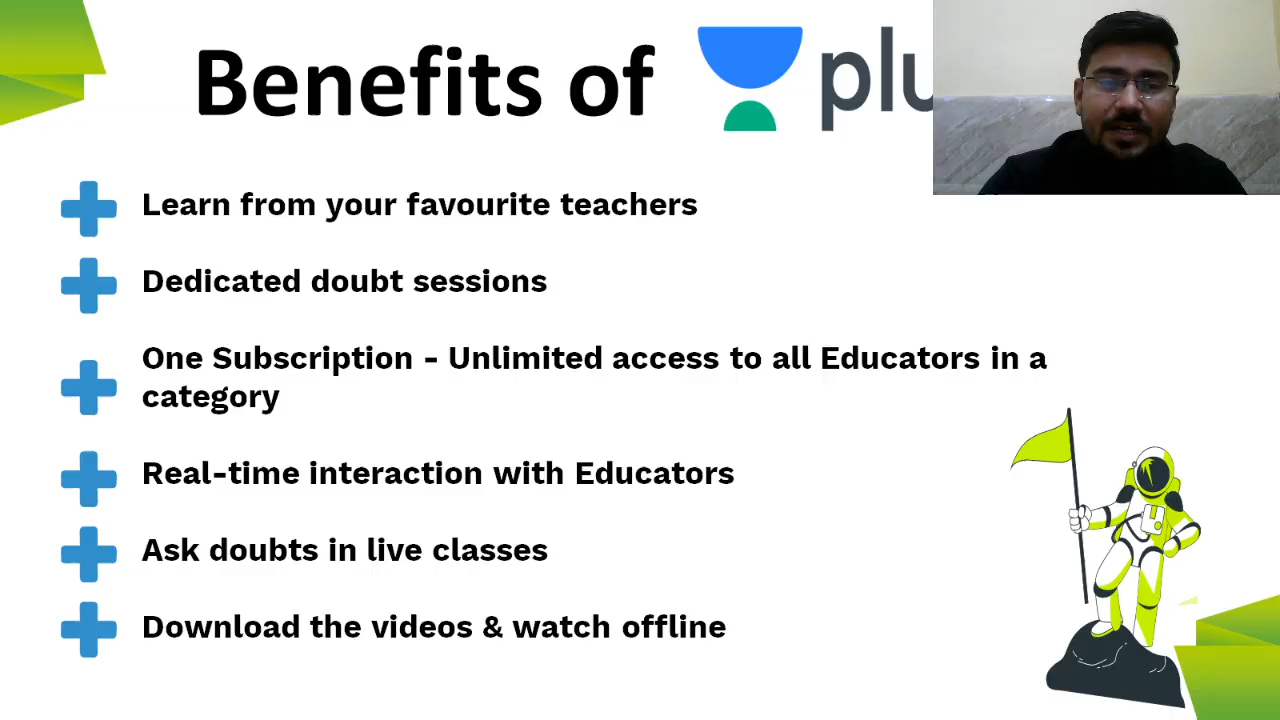 Benefits of plu
Learn from your favourite teachers
Dedicated doubt sessions
One Subscription - Unlimited access to all Educators in a
category
Real-time interaction with Educators
Ask doubts in live classes
Download the videos & watch offline